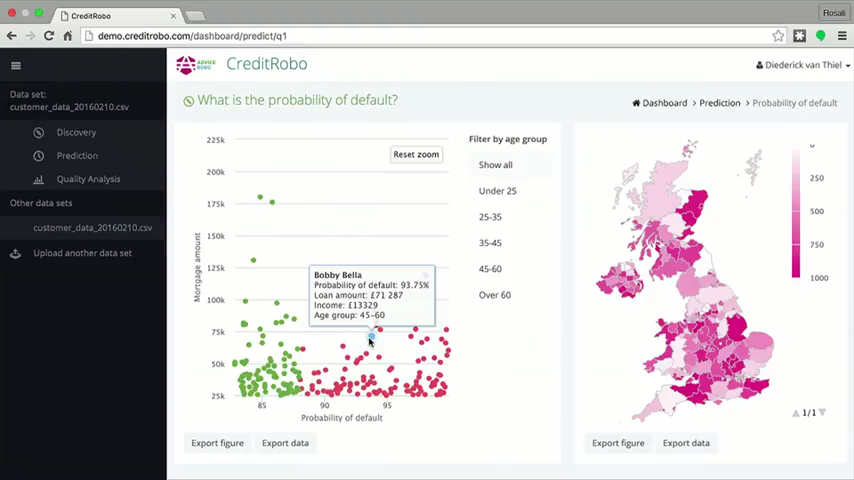 CreditRobo
Rosali
demo.creditrobo.com/dashboard/predict/q1
ADVICE
ROBO
CreditRobo
Diederick van Thiel
Data set:
customer_data_20160210.csv
Discovery
Prediction
Quality Analysis
Other data sets
customer_data_20160210.csv
Upload another data set
What is the probability of default?
Dashboard > Prediction > Probability of default
225k
200k
175k
150k
125k
100k
75k
50k
25k
Mortgage amount
Reset zoom
Bobby Bella
Probability of default: 93.75%
Loan amount: £71 287
Income: £13329
Age group: 45-60
85
90
95
Probability of default
Export figure
Export data
Filter by age group
Show all
Under 25
25-35
35-45
45-60
Over 60
0
250
500
750
1000
1/1
Export figure
Export data